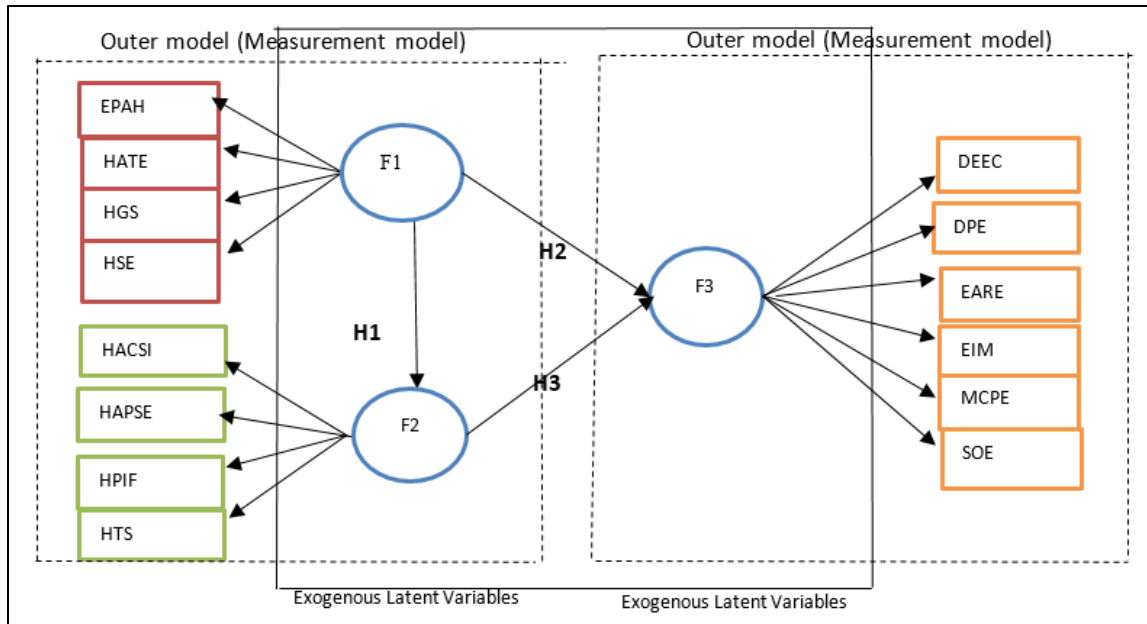 Outer model (Measurement model)
Outer model (Measurement model)
EPAH
HATE
HGS
HSE
HACSI
HAPSE
HPIF
HTS
F1
H1
F2
H2
H3
F3
DEEC
DPE
EARE
EIM
MCPE
SOE
Exogenous Latent Variables
Exogenous Latent Variables